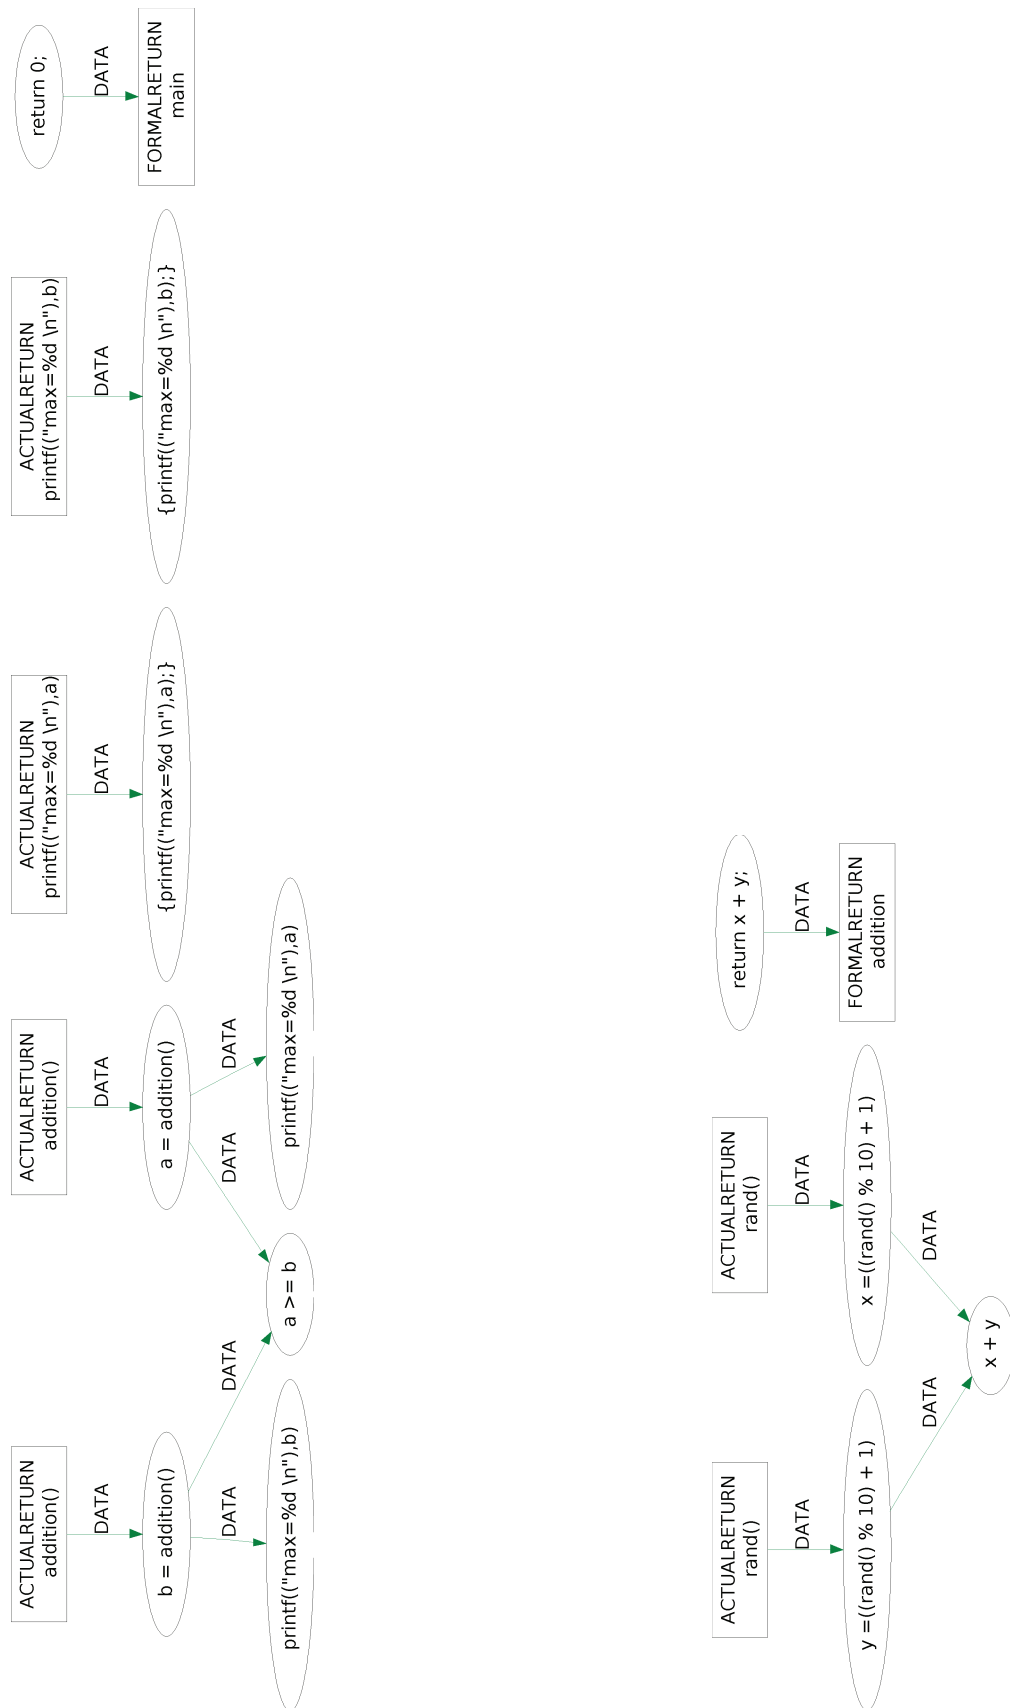 ACTUALRETURN
addition()
DATA
b = addition()
DATA
DATA
printf(("max=%d \n"),b)
a >= b
ACTUALRETURN
addition()
DATA
a = addition()
DATA
DATA
printf(("max=%d \n"),a)
ACTUALRETURN
printf(("max=%d \n"),a)
DATA
{printf(("max=%d \n"),a);}
ACTUALRETURN
printf(("max=%d \n"),b)
DATA
{printf(("max=%d \n"),b);}
return 0;
DATA
FORMALRETURN
main
ACTUALRETURN
rand()
DATA
y =((rand() % 10) + 1)
DATA
ACTUALRETURN
rand()
DATA
x =((rand() % 10) + 1)
DATA
x + y
return x + y;
DATA
FORMALRETURN
addition